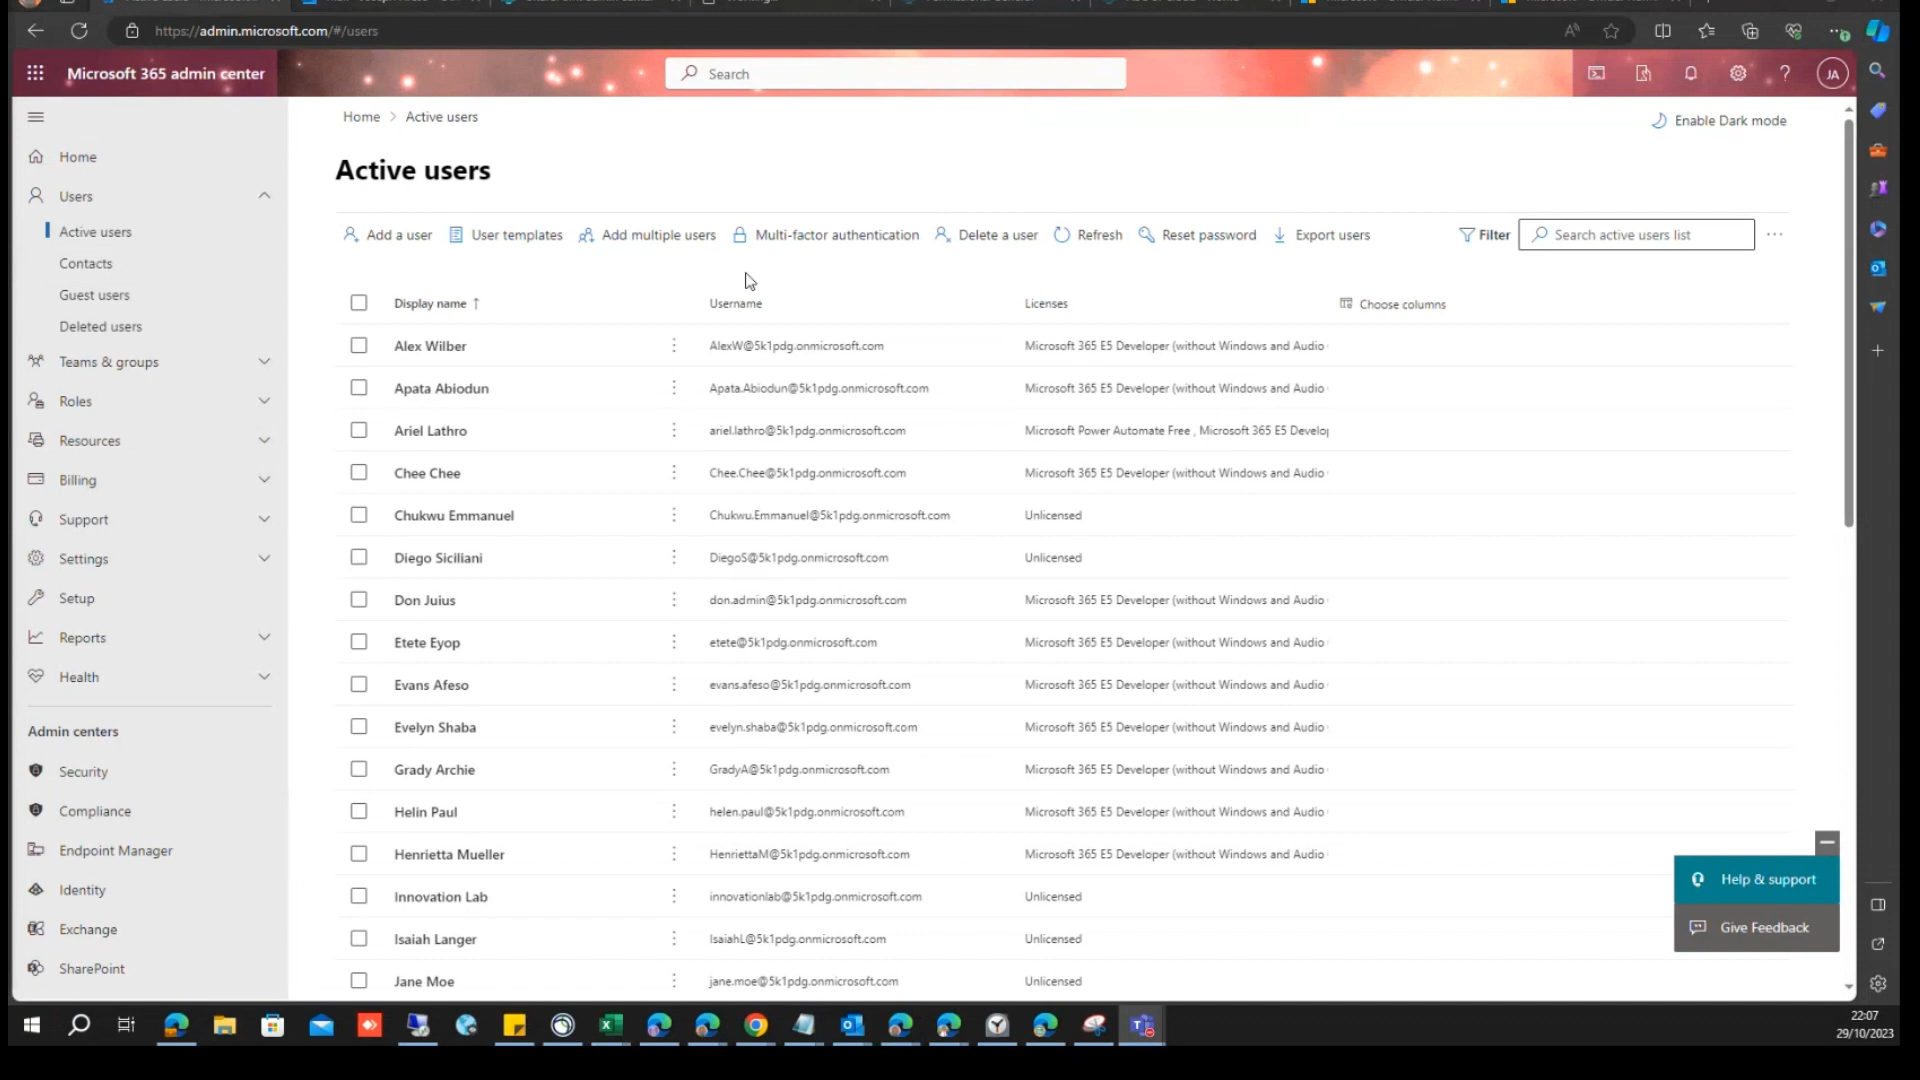 https://admin.microsoft.com/#/users
Microsoft 365 admin center
Search
JA
Home > Active users
Enable Dark mode
Active users
Add a user
User templates
Add multiple users
Multi-factor authentication
Delete a user
Refresh
Reset password
Export users
Filter
Search active users list
Home
Users
Active users
Contacts
Guest users
Deleted users
Teams & groups
Roles
Resources
Billing
Support
Settings
Setup
Reports
Health
Admin centers
Security
Compliance
Endpoint Manager
Identity
Exchange
SharePoint
Display name ↑ Username Licenses Choose columns
Alex Wilber AlexW@5k1pdg.onmicrosoft.com Microsoft 365 E5 Developer (without Windows and Audio
Apata Abiodun Apata.Abiodun@5k1pdg.onmicrosoft.com Microsoft 365 E5 Developer (without Windows and Audio
Ariel Lathro ariel.lathro@5k1pdg.onmicrosoft.com Microsoft Power Automate Free , Microsoft 365 E5 Develop
Chee Chee Chee.Chee@5k1pdg.onmicrosoft.com Microsoft 365 E5 Developer (without Windows and Audio
Chukwu Emmanuel Chukwu.Emmanuel@5k1pdg.onmicrosoft.com Unlicensed
Diego Siciliani DiegoS@5k1pdg.onmicrosoft.com Unlicensed
Don Juius don.admin@5k1pdg.onmicrosoft.com Microsoft 365 E5 Developer (without Windows and Audio
Etete Eyop etete@5k1pdg.onmicrosoft.com Microsoft 365 E5 Developer (without Windows and Audio
Evans Afeso evans.afeso@5k1pdg.onmicrosoft.com Microsoft 365 E5 Developer (without Windows and Audio
Evelyn Shaba evelyn.shaba@5k1pdg.onmicrosoft.com Microsoft 365 E5 Developer (without Windows and Audio
Grady Archie GradyA@5k1pdg.onmicrosoft.com Microsoft 365 E5 Developer (without Windows and Audio
Helin Paul helen.paul@5k1pdg.onmicrosoft.com Microsoft 365 E5 Developer (without Windows and Audio
Henrietta Mueller HenriettaM@5k1pdg.onmicrosoft.com Microsoft 365 E5 Developer (without Windows and Audio
Innovation Lab innovationlab@5k1pdg.onmicrosoft.com Unlicensed
Isaiah Langer IsaiahL@5k1pdg.onmicrosoft.com Unlicensed
Jane Moe jane.moe@5k1pdg.onmicrosoft.com Unlicensed
Help & support
Give Feedback
22:07
29/10/2023